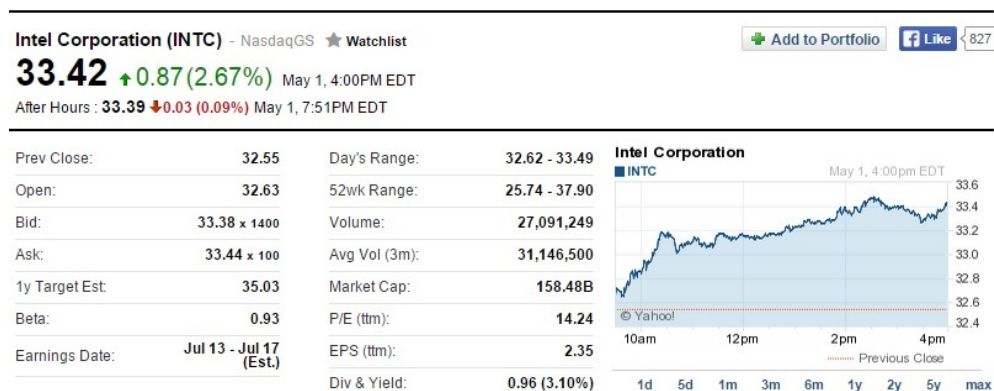 Intel Corporation (INTC) - NasdaqGS ★ Watchlist
Add to Portfolio
Like 827
33.42 0.87(2.67%) May 1, 4:00PM EDT
After Hours : 33.39 0.03 (0.09%) May 1, 7:51PM EDT
Prev Close: 32.55
Open: 32.63
Bid: 33.38 x 1400
Ask: 33.44 x 100
1y Target Est: 35.03
Beta: 0.93
Earnings Date: Jul 13 - Jul 17
(Est.)
Day's Range: 32.62 - 33.49
52wk Range: 25.74 - 37.90
Volume: 27,091,249
Avg Vol (3m): 31,146,500
Market Cap: 158.48B
P/E (ttm): 14.24
EPS (ttm): 2.35
Div & Yield: 0.96 (3.10%)
Intel Corporation
INTC May 1, 4:00pm EDT
33.6
33.4
33.2
33.0
32.8
32.6
32.4
© Yahoo!
10am 12pm 2pm 4pm
Previous Close
1d 5d 1m 3m 6m 1y 2y 5y max